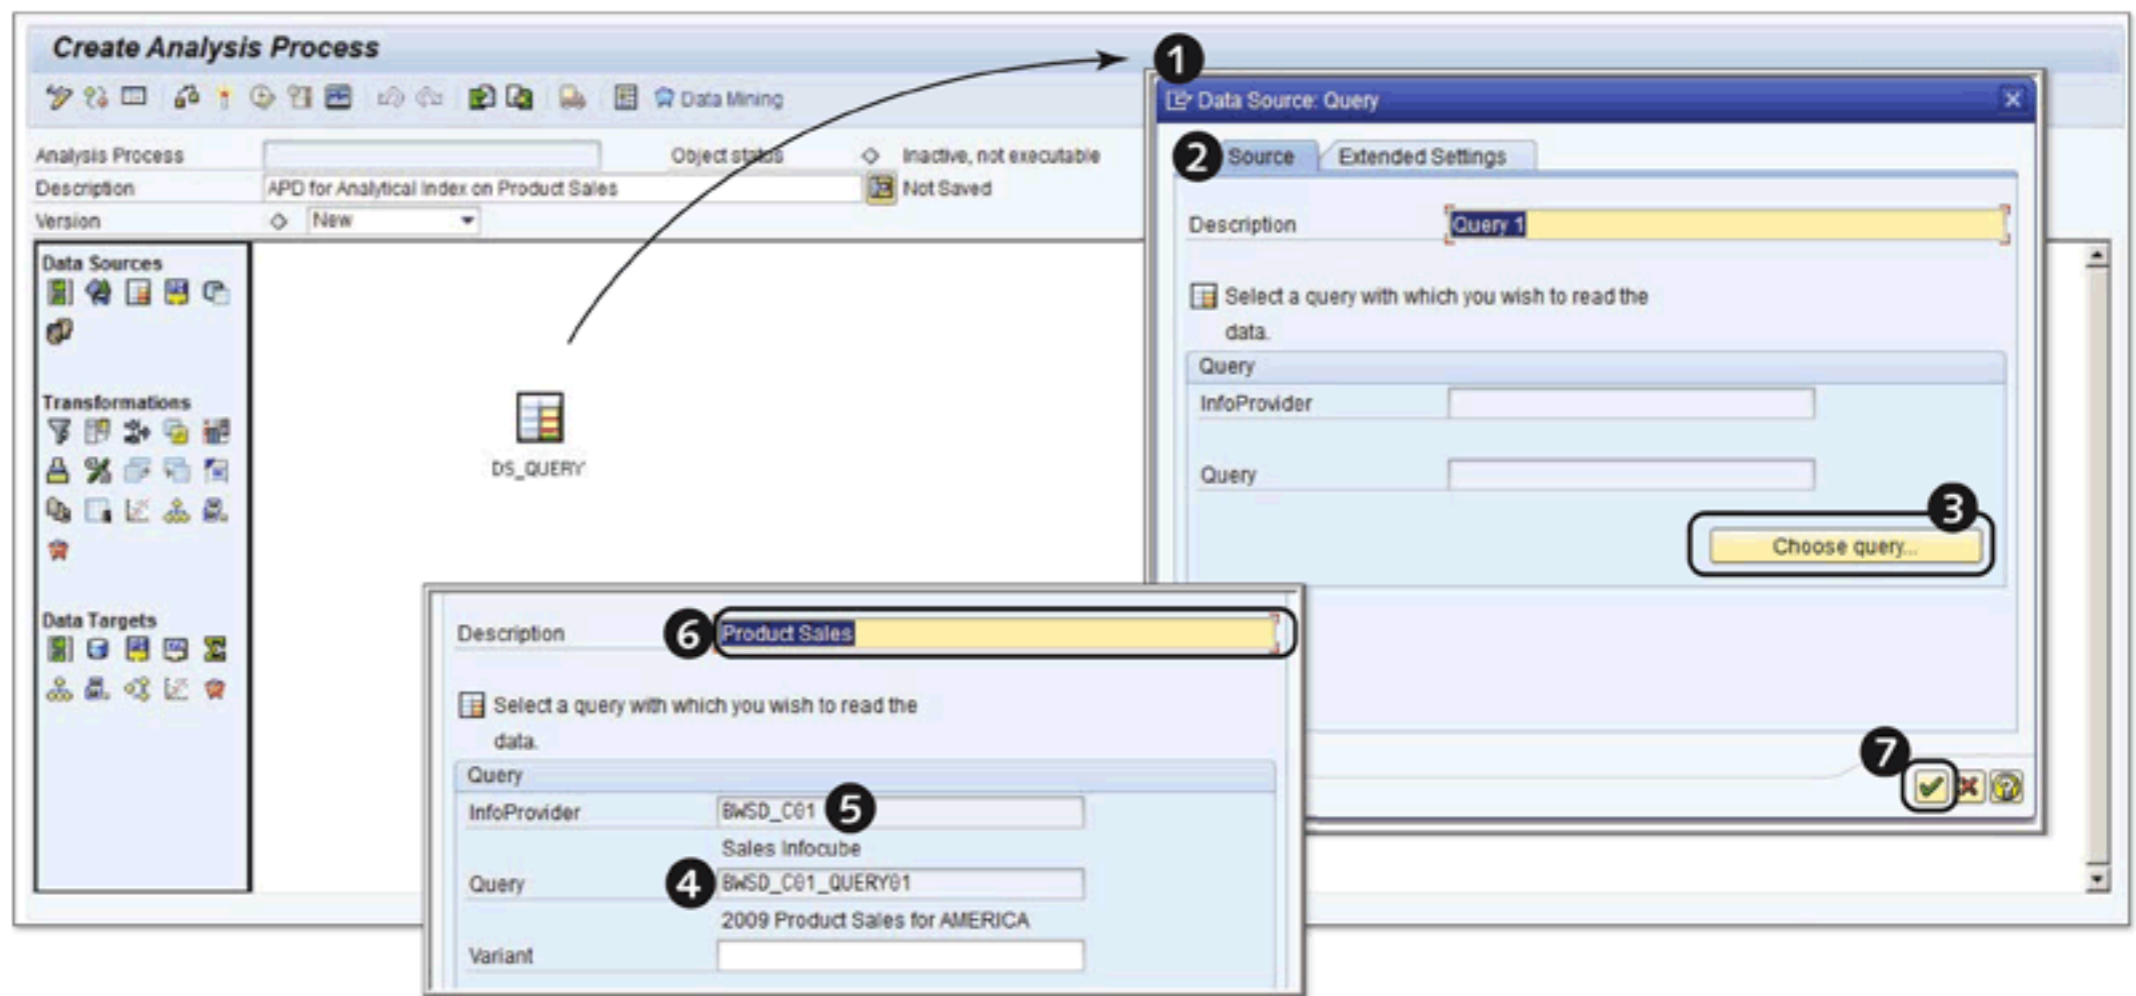 Create Analysis Process
Data Mining
Analysis Process
Object status
Inactive, not executable
Description
APD for Analytical Index on Product Sales
Not Saved
Version
New
Data Sources
Transformations
Data Targets
DS_QUERY
1
Data Source: Query
2
Source
Extended Settings
Description
Query 1
Select a query with which you wish to read the
data.
Query
InfoProvider
Query
3
Choose query...
7
Description
6
Product Sales
Select a query with which you wish to read the
data.
Query
InfoProvider
BWSD_C01
5
Sales Infocube
Query
4
BWSD_C01_QUERY01
2009 Product Sales for AMERICA
Variant